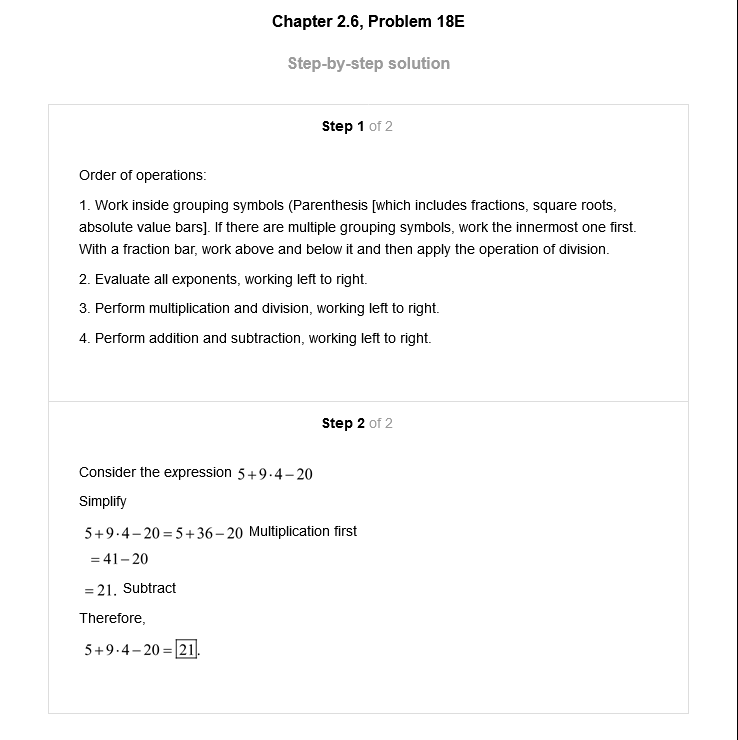 Chapter 2.6, Problem 18E
Step-by-step solution
Step 1 of 2
Order of operations:
1. Work inside grouping symbols (Parenthesis [which includes fractions, square roots,
absolute value bars]. If there are multiple grouping symbols, work the innermost one first.
With a fraction bar, work above and below it and then apply the operation of division.
2. Evaluate all exponents, working left to right.
3. Perform multiplication and division, working left to right.
4. Perform addition and subtraction, working left to right.
Step 2 of 2
Consider the expression 5+9·4−20
Simplify
5+9·4−20=5+36−20 Multiplication first
=41−20
=21. Subtract
Therefore,
5+9·4−20=21.